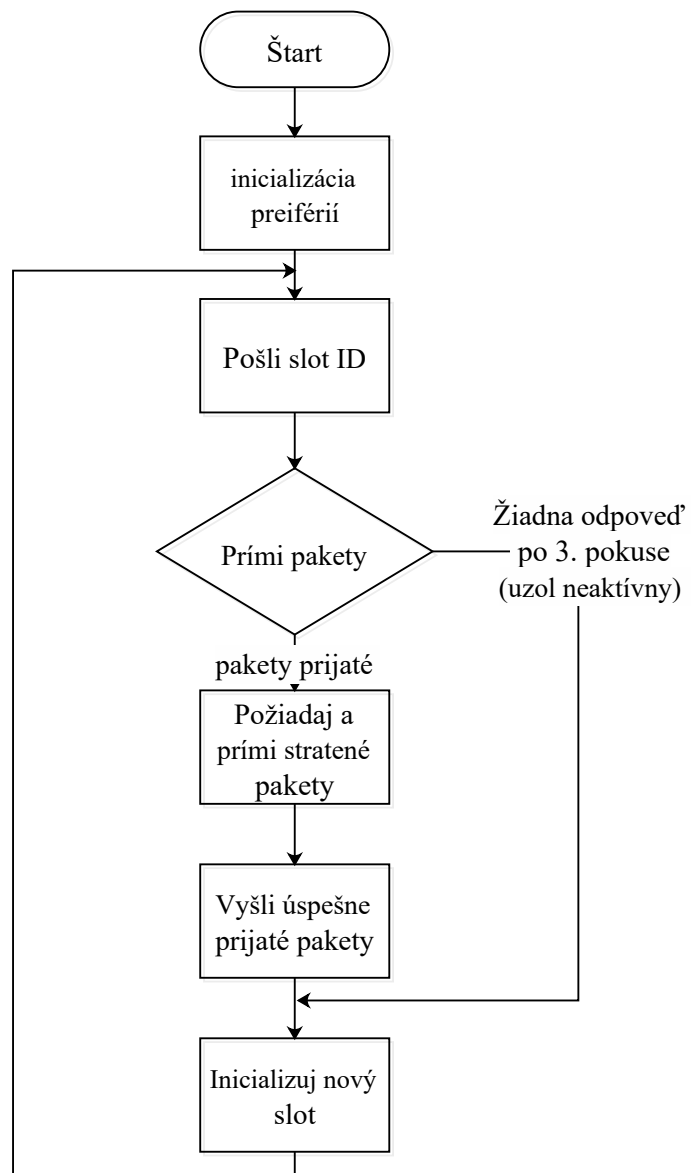 Štart
inicializácia
preiférií
Pošli slot ID
Prími pakety
Žiadna odpoveď
po 3. pokuse
(uzol neaktívny)
pakety prijaté
Požiadaj a
prími stratené
pakety
Vyšli úspešne
prijaté pakety
Inicializuj nový
slot